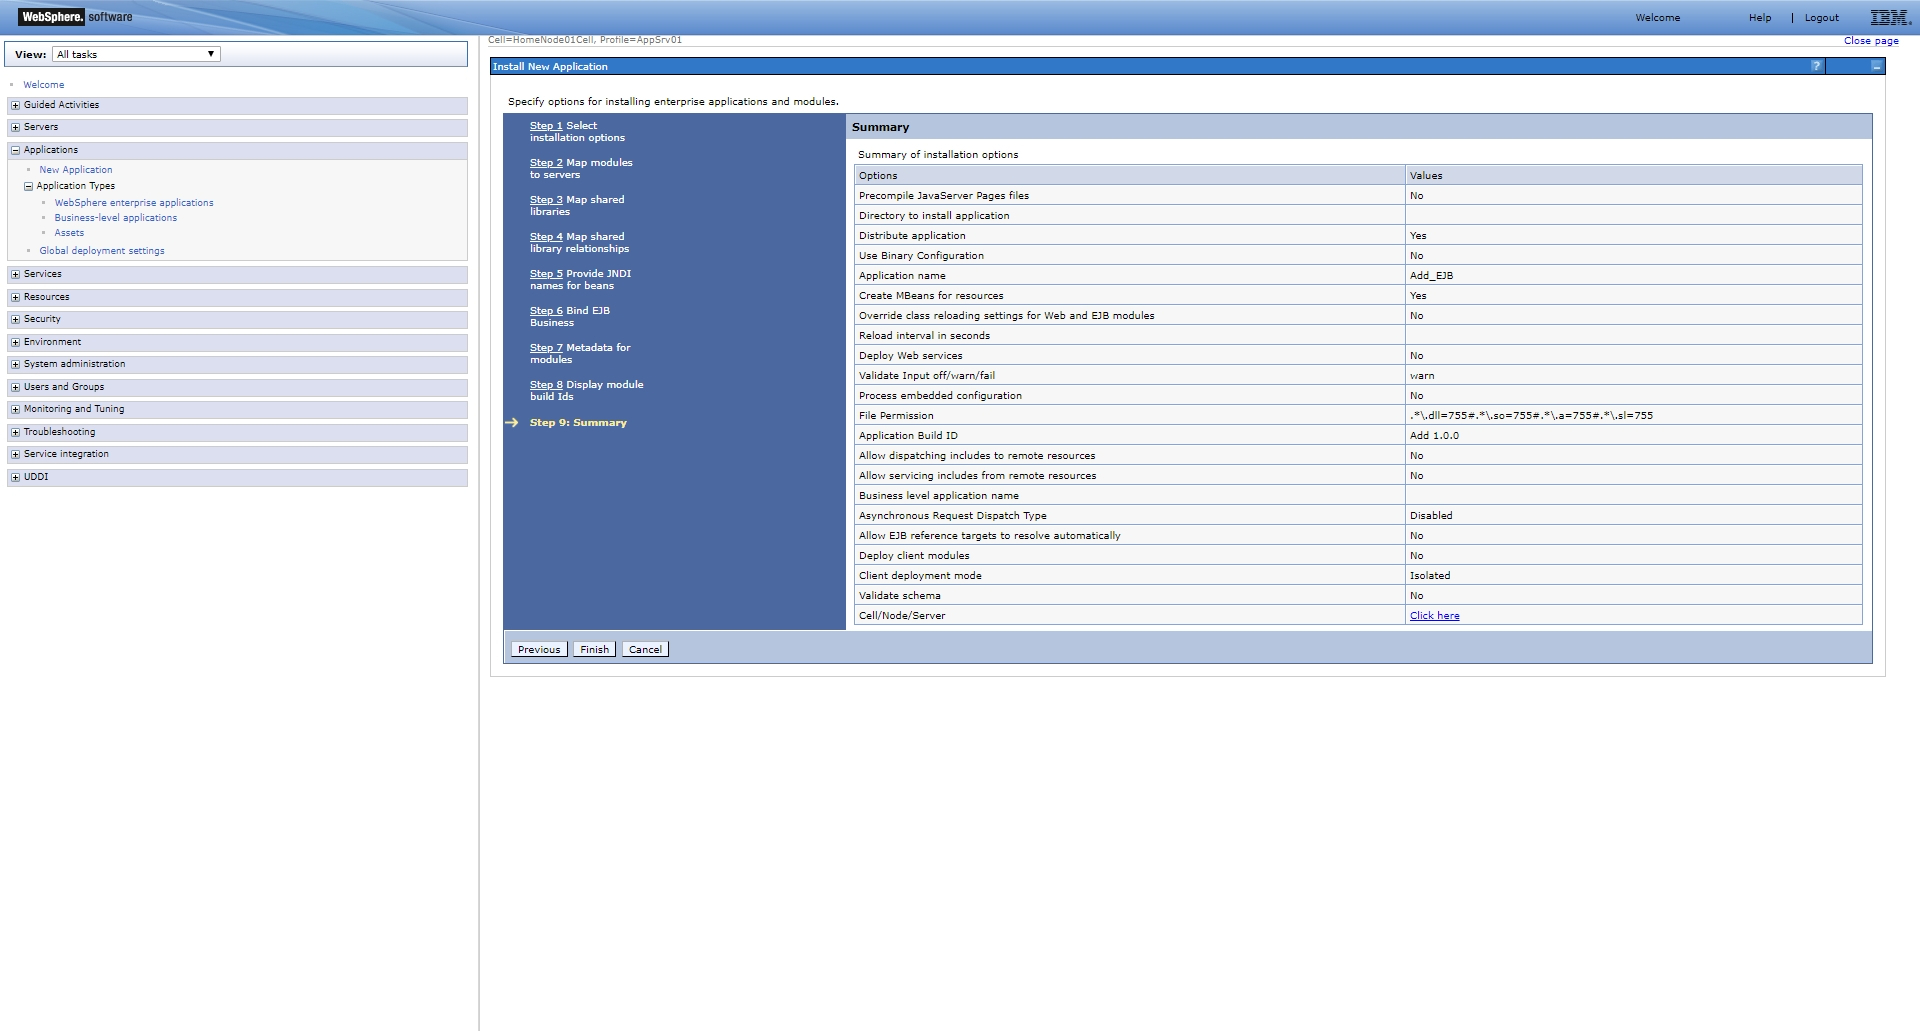 WebSphere. software
Welcome Help | Logout IBM.
View: All tasks
Cell=HomeNode01Cell, Profile=AppSrv01
Close page
Welcome
Guided Activities
Servers
Applications
New Application
Application Types
WebSphere enterprise applications
Business-level applications
Assets
Global deployment settings
Services
Resources
Security
Environment
System administration
Users and Groups
Monitoring and Tuning
Troubleshooting
Service integration
UDDI
Install New Application
?
Specify options for installing enterprise applications and modules.
Step 1 Select
installation options
Step 2 Map modules
to servers
Step 3 Map shared
libraries
Step 4 Map shared
library relationships
Step 5 Provide JNDI
names for beans
Step 6 Bind EJB
Business
Step 7 Metadata for
modules
Step 8 Display module
build Ids
Step 9: Summary
Summary
Summary of installation options
Options Values
Precompile JavaServer Pages files No
Directory to install application
Distribute application Yes
Use Binary Configuration No
Application name Add_EJB
Create MBeans for resources Yes
Override class reloading settings for Web and EJB modules No
Reload interval in seconds
Deploy Web services No
Validate Input off/warn/fail warn
Process embedded configuration No
File Permission .*\.dll=755#.*\.so=755#.*\.a=755#.*\.sl=755
Application Build ID Add 1.0.0
Allow dispatching includes to remote resources No
Allow servicing includes from remote resources No
Business level application name
Asynchronous Request Dispatch Type Disabled
Allow EJB reference targets to resolve automatically No
Deploy client modules No
Client deployment mode Isolated
Validate schema No
Cell/Node/Server Click here
Previous Finish Cancel